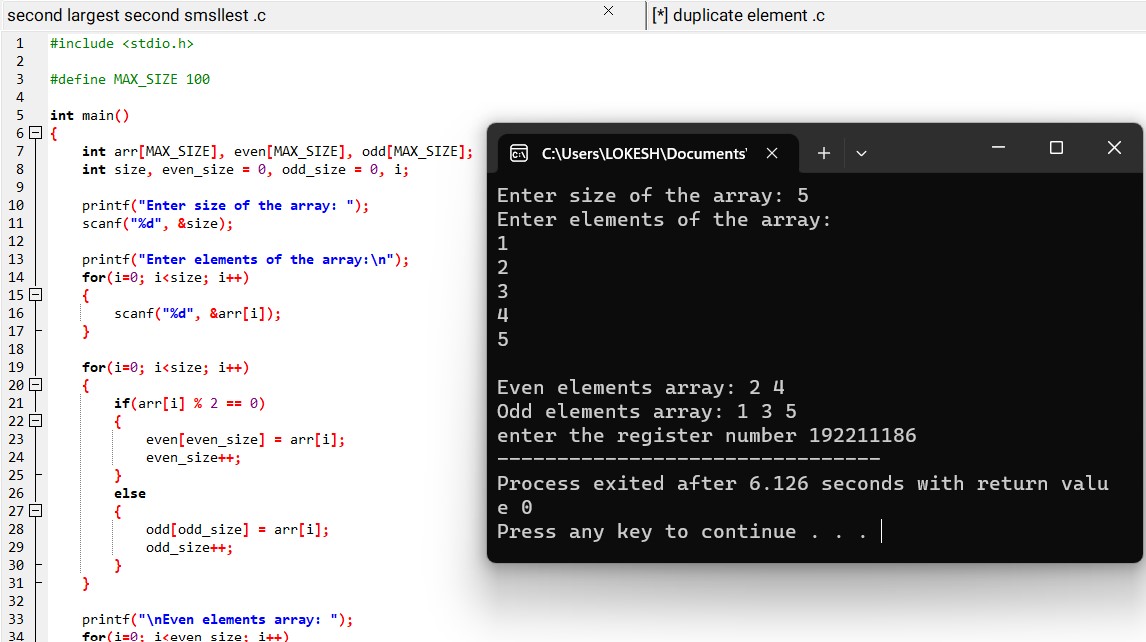 second largest second smsllest .c
[*] duplicate element .c
1 #include <stdio.h>
2
3 #define MAX_SIZE 100
4
5 int main()
6 {
7 int arr[MAX_SIZE], even[MAX_SIZE], odd[MAX_SIZE];
8 int size, even_size = 0, odd_size = 0, i;
9
10 printf("Enter size of the array: ");
11 scanf("%d", &size);
12
13 printf("Enter elements of the array:\n");
14 for(i=0; i<size; i++)
15 {
16 scanf("%d", &arr[i]);
17 }
18
19 for(i=0; i<size; i++)
20 {
21 if(arr[i] % 2 == 0)
22 {
23 even[even_size] = arr[i];
24 even_size++;
25 }
26 else
27 {
28 odd[odd_size] = arr[i];
29 odd_size++;
30 }
31 }
32
33 printf("\nEven elements array: ");
34 for(i=0; i<even_size; i++)
C:\Users\LOKESH\Documents'
Enter size of the array: 5
Enter elements of the array:
1
2
3
4
5
Even elements array: 2 4
Odd elements array: 1 3 5
enter the register number 192211186
--------------------------------
Process exited after 6.126 seconds with return valu
e 0
Press any key to continue . . .